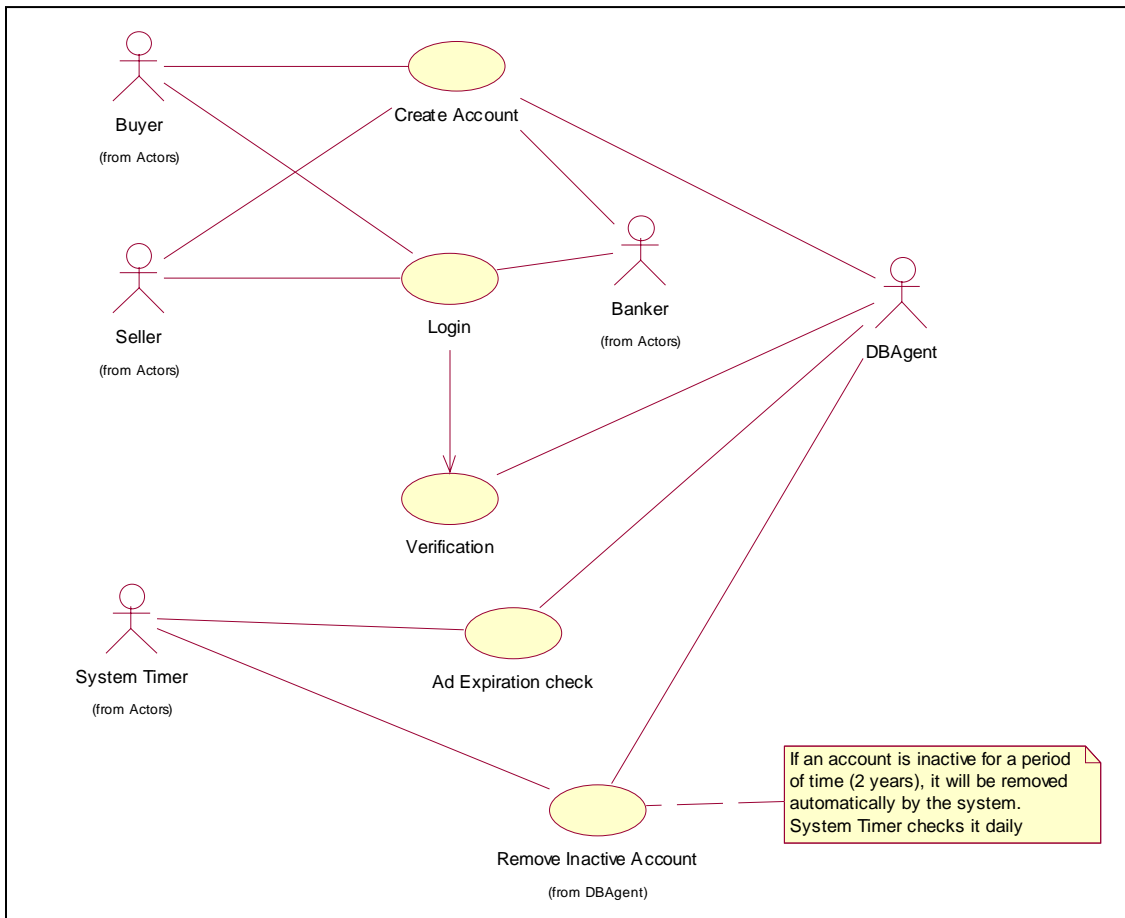 Create Account
Buyer
(from Actors)
Seller
(from Actors)
Login
Banker
(from Actors)
DBAgent
Verification
System Timer
(from Actors)
Ad Expiration check
If an account is inactive for a period
of time (2 years), it will be removed
automatically by the system.
System Timer checks it daily
Remove Inactive Account
(from DBAgent)